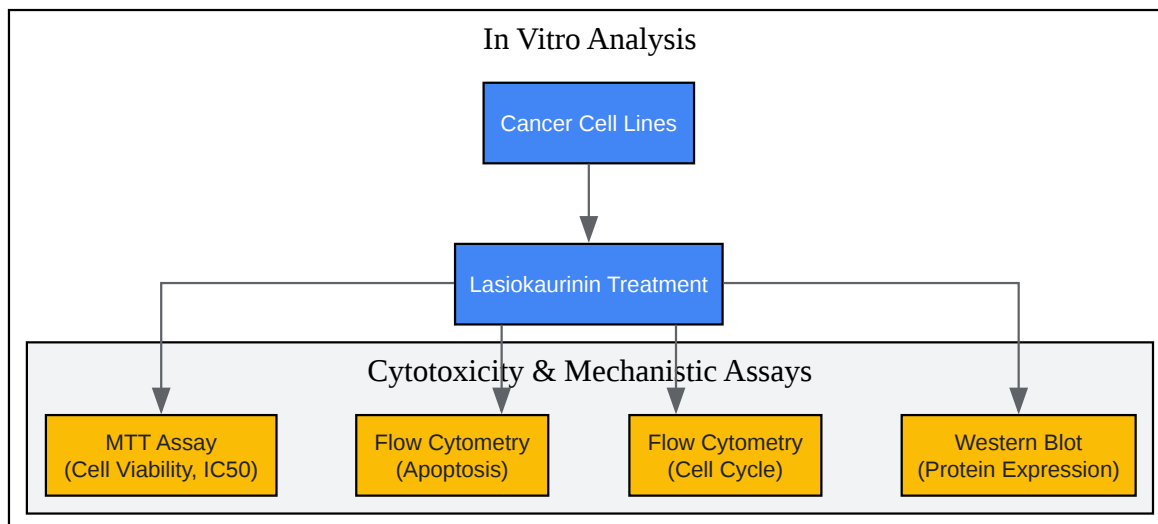 In Vitro Analysis
Cancer Cell Lines
Lasiokaurinin Treatment
Cytotoxicity & Mechanistic Assays
MTT Assay
(Cell Viability, IC50)
Flow Cytometry
(Apoptosis)
Flow Cytometry
(Cell Cycle)
Western Blot
(Protein Expression)